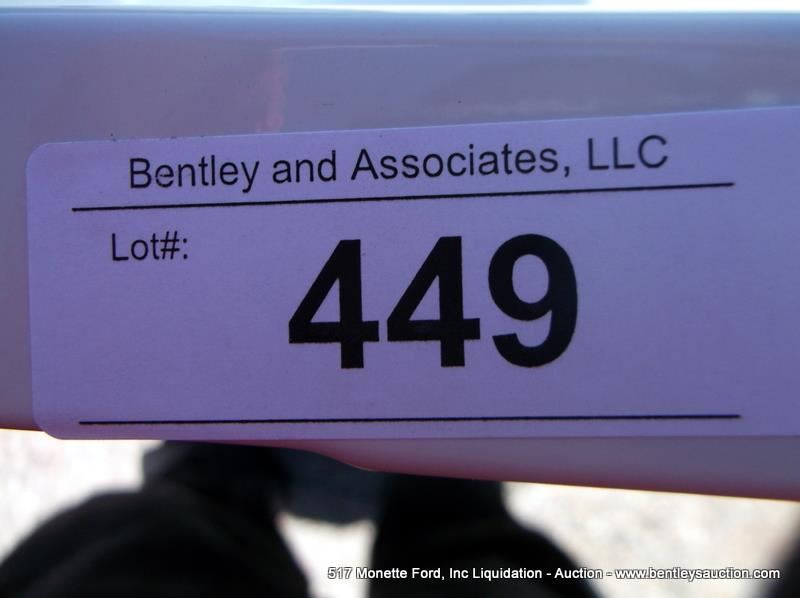 Bentley and Associates, LLC
Lot#:
449
517 Monette Ford, Inc Liquidation - Auction - www.bentleysauction.com